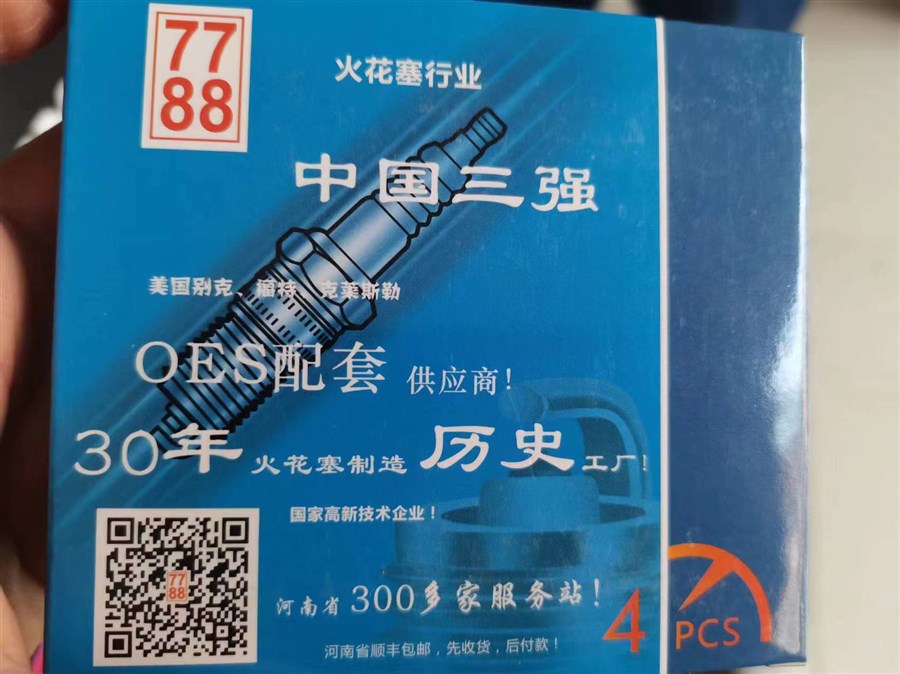 77
88
火花塞行业
中国三强
美国别克、福特、克莱斯勒
OES配套 供应商!
30年 火花塞制造 历史 工厂!
国家高新技术企业!
77
88
河南省 300多家服务站!
河南省顺丰包邮，先收货，后付款!
4 PCS